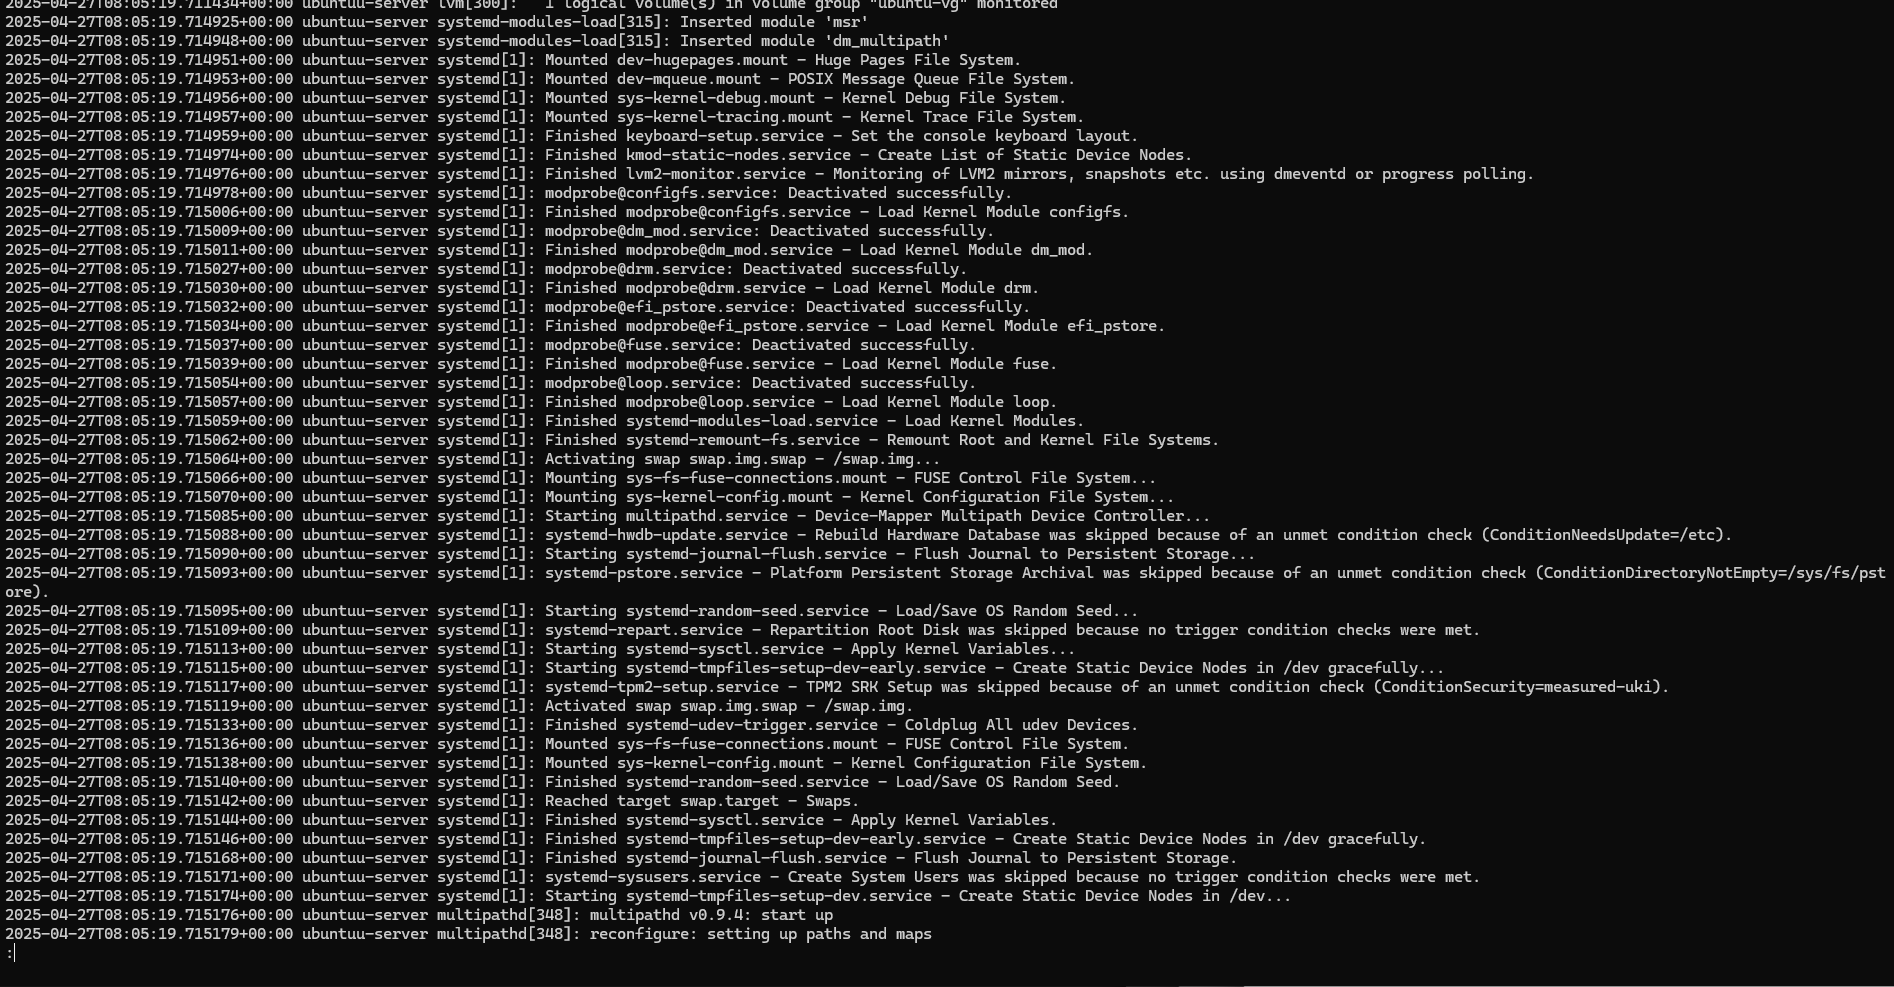 2025-04-27T08:05:19.711434+00:00 ubuntuu-server lvm[300]:   1 logical volume(s) in volume group "ubuntu-vg" monitored
2025-04-27T08:05:19.714925+00:00 ubuntuu-server systemd-modules-load[315]: Inserted module 'msr'
2025-04-27T08:05:19.714948+00:00 ubuntuu-server systemd-modules-load[315]: Inserted module 'dm_multipath'
2025-04-27T08:05:19.714951+00:00 ubuntuu-server systemd[1]: Mounted dev-hugepages.mount - Huge Pages File System.
2025-04-27T08:05:19.714953+00:00 ubuntuu-server systemd[1]: Mounted dev-mqueue.mount - POSIX Message Queue File System.
2025-04-27T08:05:19.714956+00:00 ubuntuu-server systemd[1]: Mounted sys-kernel-debug.mount - Kernel Debug File System.
2025-04-27T08:05:19.714957+00:00 ubuntuu-server systemd[1]: Mounted sys-kernel-tracing.mount - Kernel Trace File System.
2025-04-27T08:05:19.714959+00:00 ubuntuu-server systemd[1]: Finished keyboard-setup.service - Set the console keyboard layout.
2025-04-27T08:05:19.714974+00:00 ubuntuu-server systemd[1]: Finished kmod-static-nodes.service - Create List of Static Device Nodes.
2025-04-27T08:05:19.714976+00:00 ubuntuu-server systemd[1]: Finished lvm2-monitor.service - Monitoring of LVM2 mirrors, snapshots etc. using dmeventd or progress polling.
2025-04-27T08:05:19.714978+00:00 ubuntuu-server systemd[1]: modprobe@configfs.service: Deactivated successfully.
2025-04-27T08:05:19.715006+00:00 ubuntuu-server systemd[1]: Finished modprobe@configfs.service - Load Kernel Module configfs.
2025-04-27T08:05:19.715009+00:00 ubuntuu-server systemd[1]: modprobe@dm_mod.service: Deactivated successfully.
2025-04-27T08:05:19.715011+00:00 ubuntuu-server systemd[1]: Finished modprobe@dm_mod.service - Load Kernel Module dm_mod.
2025-04-27T08:05:19.715027+00:00 ubuntuu-server systemd[1]: modprobe@drm.service: Deactivated successfully.
2025-04-27T08:05:19.715030+00:00 ubuntuu-server systemd[1]: Finished modprobe@drm.service - Load Kernel Module drm.
2025-04-27T08:05:19.715032+00:00 ubuntuu-server systemd[1]: modprobe@efi_pstore.service: Deactivated successfully.
2025-04-27T08:05:19.715034+00:00 ubuntuu-server systemd[1]: Finished modprobe@efi_pstore.service - Load Kernel Module efi_pstore.
2025-04-27T08:05:19.715037+00:00 ubuntuu-server systemd[1]: modprobe@fuse.service: Deactivated successfully.
2025-04-27T08:05:19.715039+00:00 ubuntuu-server systemd[1]: Finished modprobe@fuse.service - Load Kernel Module fuse.
2025-04-27T08:05:19.715054+00:00 ubuntuu-server systemd[1]: modprobe@loop.service: Deactivated successfully.
2025-04-27T08:05:19.715057+00:00 ubuntuu-server systemd[1]: Finished modprobe@loop.service - Load Kernel Module loop.
2025-04-27T08:05:19.715059+00:00 ubuntuu-server systemd[1]: Finished systemd-modules-load.service - Load Kernel Modules.
2025-04-27T08:05:19.715062+00:00 ubuntuu-server systemd[1]: Finished systemd-remount-fs.service - Remount Root and Kernel File Systems.
2025-04-27T08:05:19.715064+00:00 ubuntuu-server systemd[1]: Activating swap swap.img.swap - /swap.img...
2025-04-27T08:05:19.715066+00:00 ubuntuu-server systemd[1]: Mounting sys-fs-fuse-connections.mount - FUSE Control File System...
2025-04-27T08:05:19.715070+00:00 ubuntuu-server systemd[1]: Mounting sys-kernel-config.mount - Kernel Configuration File System...
2025-04-27T08:05:19.715085+00:00 ubuntuu-server systemd[1]: Starting multipathd.service - Device-Mapper Multipath Device Controller...
2025-04-27T08:05:19.715088+00:00 ubuntuu-server systemd[1]: systemd-hwdb-update.service - Rebuild Hardware Database was skipped because of an unmet condition check (ConditionNeedsUpdate=/etc).
2025-04-27T08:05:19.715090+00:00 ubuntuu-server systemd[1]: Starting systemd-journal-flush.service - Flush Journal to Persistent Storage...
2025-04-27T08:05:19.715093+00:00 ubuntuu-server systemd[1]: systemd-pstore.service - Platform Persistent Storage Archival was skipped because of an unmet condition check (ConditionDirectoryNotEmpty=/sys/fs/pst
ore).
2025-04-27T08:05:19.715095+00:00 ubuntuu-server systemd[1]: Starting systemd-random-seed.service - Load/Save OS Random Seed...
2025-04-27T08:05:19.715109+00:00 ubuntuu-server systemd[1]: systemd-repart.service - Repartition Root Disk was skipped because no trigger condition checks were met.
2025-04-27T08:05:19.715113+00:00 ubuntuu-server systemd[1]: Starting systemd-sysctl.service - Apply Kernel Variables...
2025-04-27T08:05:19.715115+00:00 ubuntuu-server systemd[1]: Starting systemd-tmpfiles-setup-dev-early.service - Create Static Device Nodes in /dev gracefully...
2025-04-27T08:05:19.715117+00:00 ubuntuu-server systemd[1]: systemd-tpm2-setup.service - TPM2 SRK Setup was skipped because of an unmet condition check (ConditionSecurity=measured-uki).
2025-04-27T08:05:19.715119+00:00 ubuntuu-server systemd[1]: Activated swap swap.img.swap - /swap.img.
2025-04-27T08:05:19.715133+00:00 ubuntuu-server systemd[1]: Finished systemd-udev-trigger.service - Coldplug All udev Devices.
2025-04-27T08:05:19.715136+00:00 ubuntuu-server systemd[1]: Mounted sys-fs-fuse-connections.mount - FUSE Control File System.
2025-04-27T08:05:19.715138+00:00 ubuntuu-server systemd[1]: Mounted sys-kernel-config.mount - Kernel Configuration File System.
2025-04-27T08:05:19.715140+00:00 ubuntuu-server systemd[1]: Finished systemd-random-seed.service - Load/Save OS Random Seed.
2025-04-27T08:05:19.715142+00:00 ubuntuu-server systemd[1]: Reached target swap.target - Swaps.
2025-04-27T08:05:19.715144+00:00 ubuntuu-server systemd[1]: Finished systemd-sysctl.service - Apply Kernel Variables.
2025-04-27T08:05:19.715146+00:00 ubuntuu-server systemd[1]: Finished systemd-tmpfiles-setup-dev-early.service - Create Static Device Nodes in /dev gracefully.
2025-04-27T08:05:19.715168+00:00 ubuntuu-server systemd[1]: Finished systemd-journal-flush.service - Flush Journal to Persistent Storage.
2025-04-27T08:05:19.715171+00:00 ubuntuu-server systemd[1]: systemd-sysusers.service - Create System Users was skipped because no trigger condition checks were met.
2025-04-27T08:05:19.715174+00:00 ubuntuu-server systemd[1]: Starting systemd-tmpfiles-setup-dev.service - Create Static Device Nodes in /dev...
2025-04-27T08:05:19.715176+00:00 ubuntuu-server multipathd[348]: multipathd v0.9.4: start up
2025-04-27T08:05:19.715179+00:00 ubuntuu-server multipathd[348]: reconfigure: setting up paths and maps
: